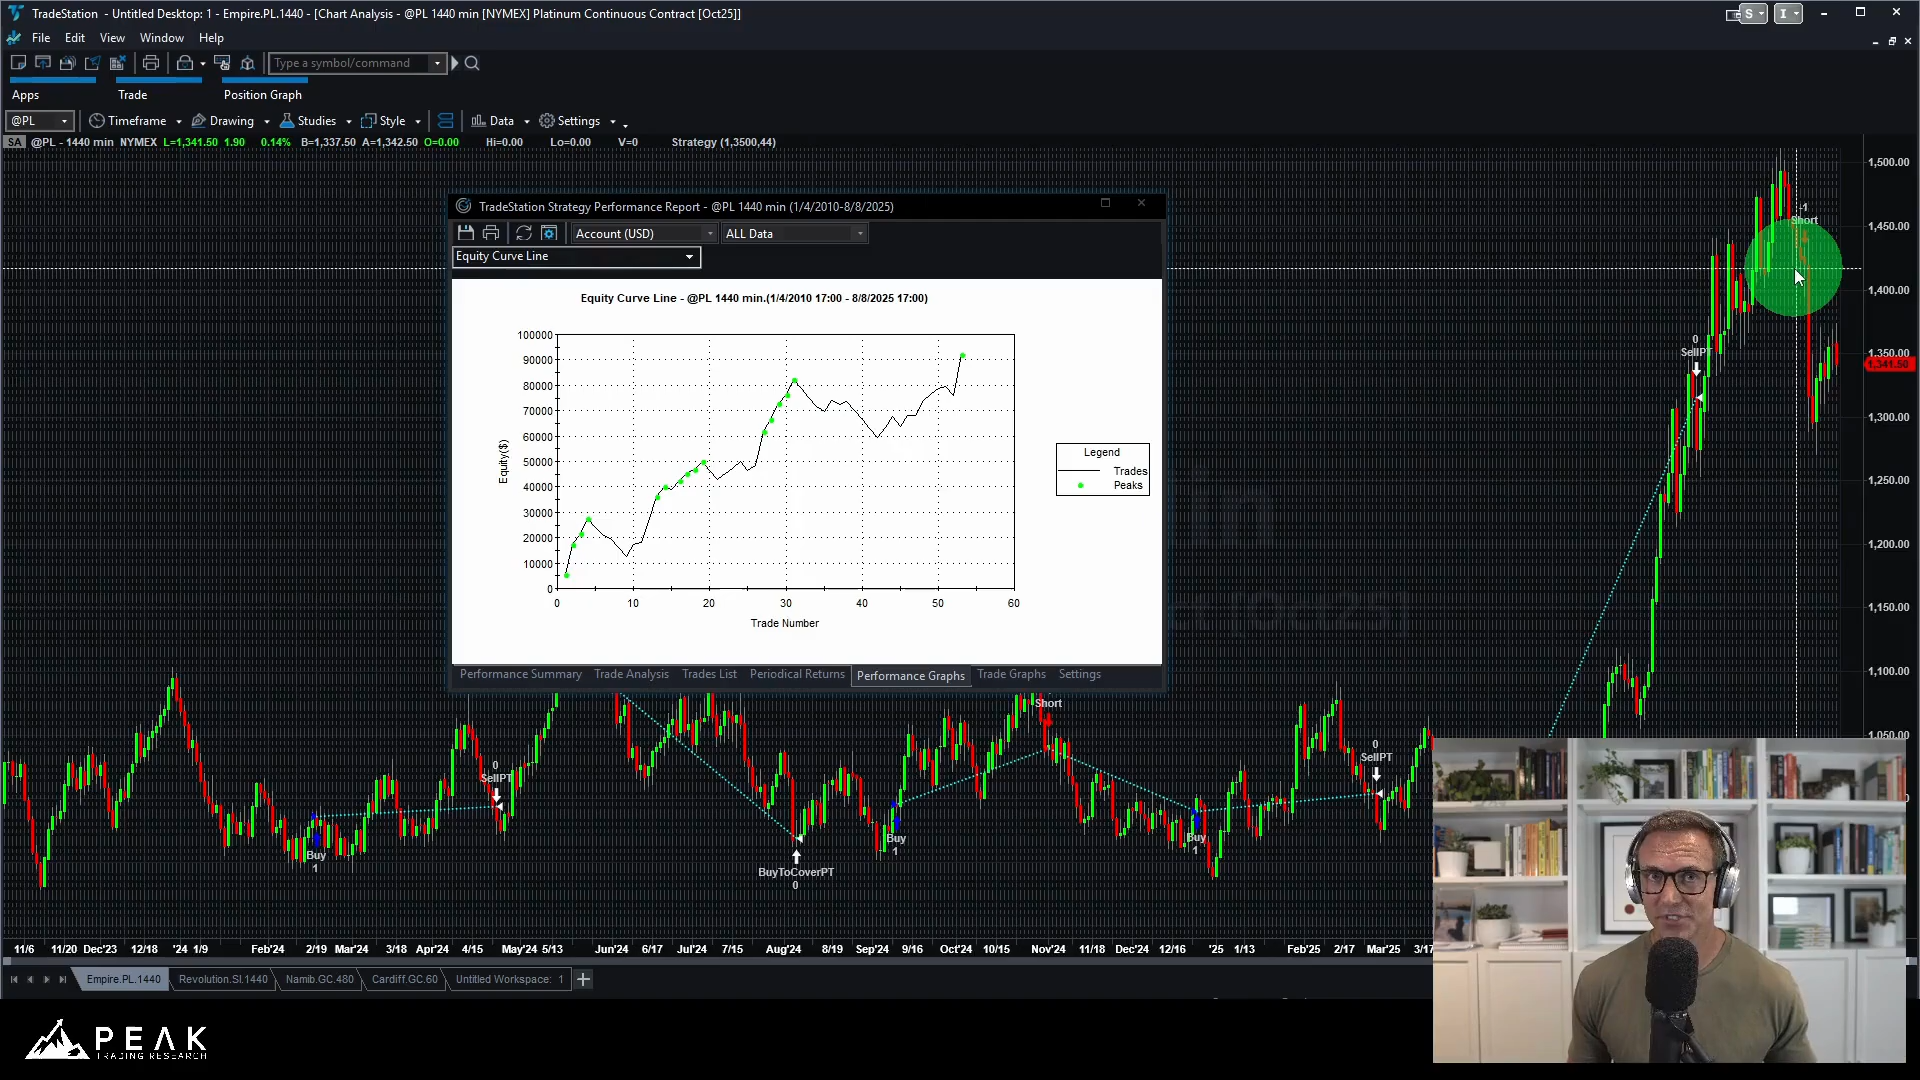 TradeStation - Untitled Desktop: 1 - Empire.PL.1440 - [Chart Analysis - @PL 1440 min [NYMEX] Platinum Continuous Contract [Oct25]]
S I
File Edit View Window Help
Type a symbol/command
Apps Trade Position Graph
@PL Timeframe Drawing Studies Style Data Settings
SA @PL - 1440 min NYMEX L=1,341.50 1.90 0.14% B=1,337.50 A=1,342.50 O=0.00 Hi=0.00 Lo=0.00 V=0 Strategy (1,3500,44)
TradeStation Strategy Performance Report - @PL 1440 min (1/4/2010-8/8/2025)
Account (USD) ALL Data
Equity Curve Line
Equity Curve Line - @PL 1440 min.(1/4/2010 17:00 - 8/8/2025 17:00)
Equity($)
100000
90000
80000
70000
60000
50000
40000
30000
20000
10000
0
0 10 20 30 40 50 60
Trade Number
Legend
Trades
Peaks
Performance Summary Trade Analysis Trades List Periodical Returns Performance Graphs Trade Graphs Settings
1,500.00
1,450.00
1,400.00
1,350.00
1,341.50
1,300.00
1,250.00
1,200.00
1,150.00
1,100.00
1,050.00
-1
Short
0
SellPT
Short
0
SellPT
0
SellPT
Buy
1
BuyToCoverPT
0
Buy
1
Buy
1
11/6 11/20 Dec'23 12/18 '24 1/9 Feb'24 2/19 Mar'24 3/18 Apr'24 4/15 May'24 5/13 Jun'24 6/17 Jul'24 7/15 Aug'24 8/19 Sep'24 9/16 Oct'24 10/15 Nov'24 11/18 Dec'24 12/16 '25 1/13 Feb'25 2/17 Mar'25 3/17
Empire.PL.1440 Revolution.SI.1440 Namib.GC.480 Cardiff.GC.60 Untitled Workspace: 1
PEAK
TRADING RESEARCH